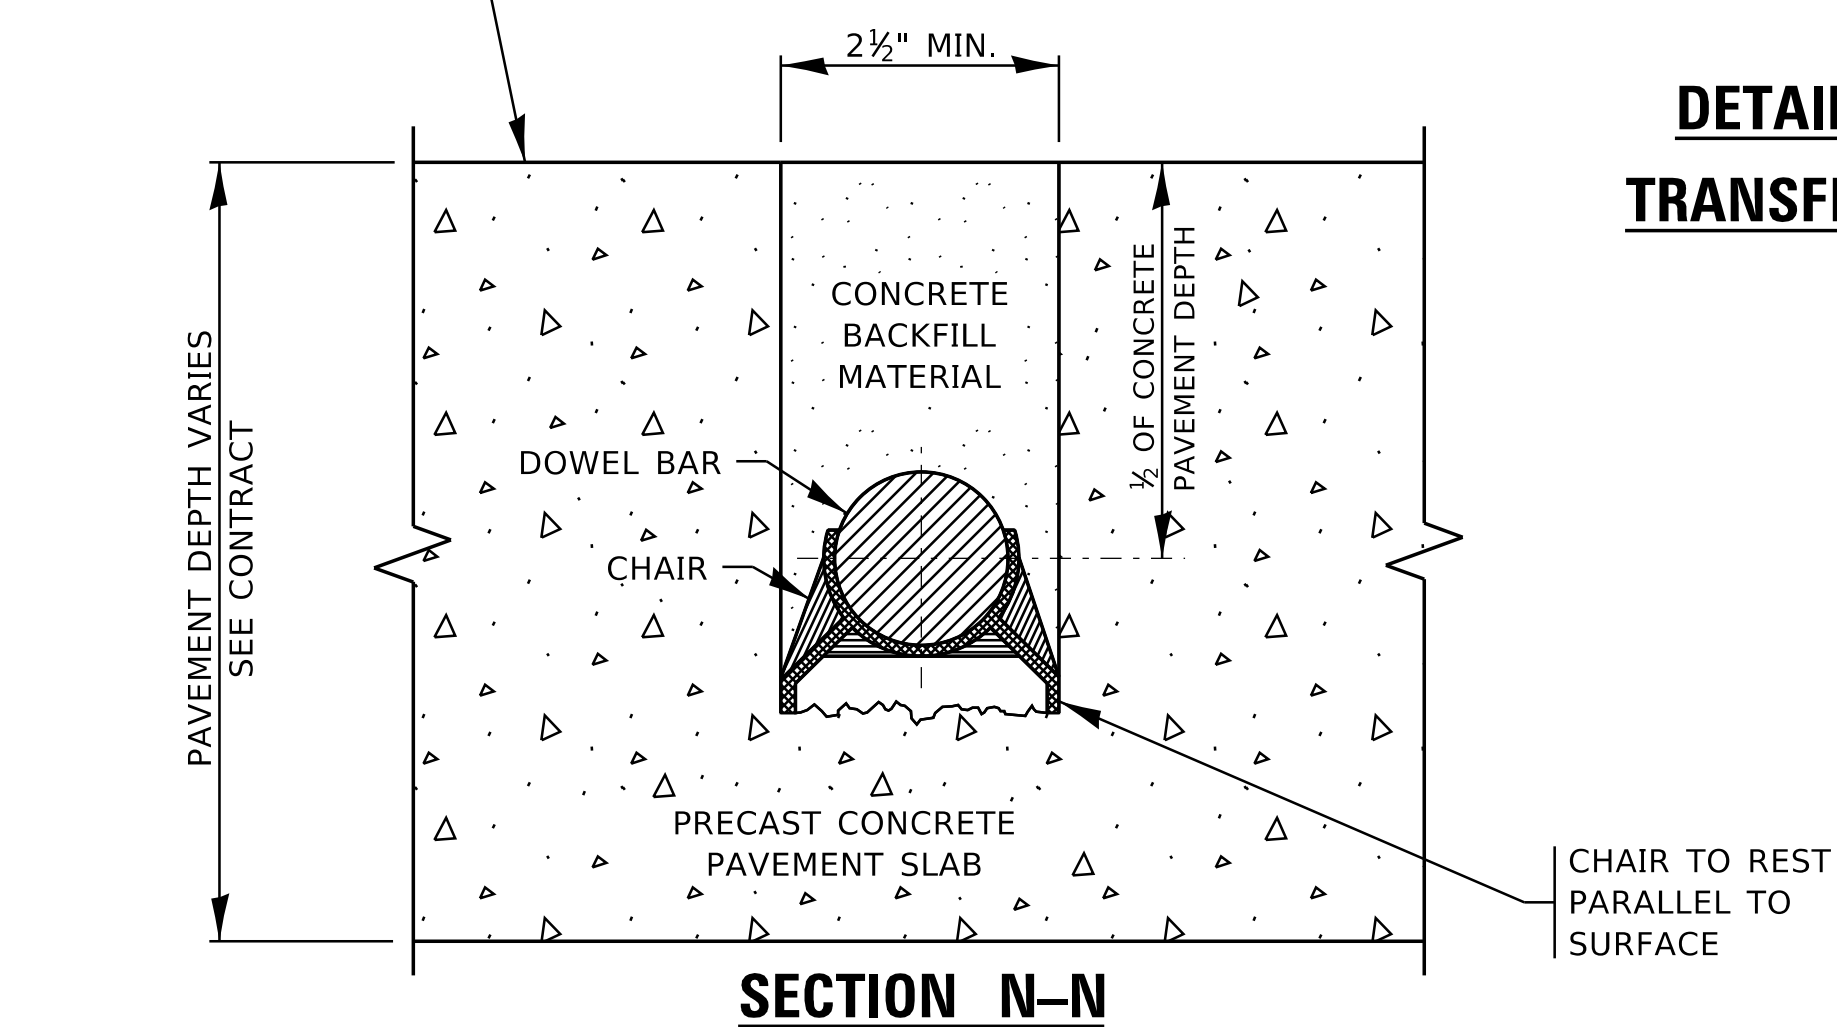 2½" MIN.
DETAI
TRANSF
CONCRETE
BACKFILL
MATERIAL
½ OF CONCRETE
PAVEMENT DEPTH
PAVEMENT DEPTH VARIES
SEE CONTRACT
DOWEL BAR
CHAIR
PRECAST CONCRETE
PAVEMENT SLAB
CHAIR TO REST
PARALLEL TO
SURFACE
SECTION N–N